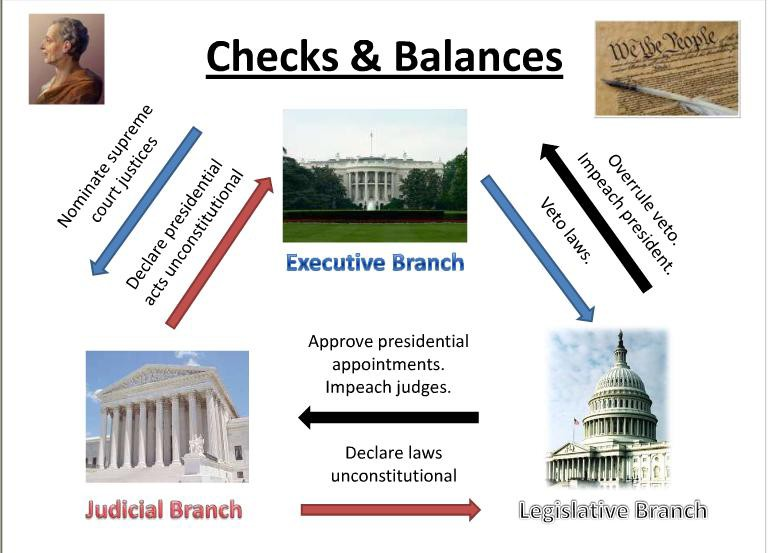 Checks & Balances
We the People
Nominate supreme
court justices
Declare presidential
acts unconstitutional
Executive Branch
Veto laws.
Overrule veto.
Impeach president.
Approve presidential
appointments.
Impeach judges.
Declare laws
unconstitutional
Judicial Branch
Legislative Branch